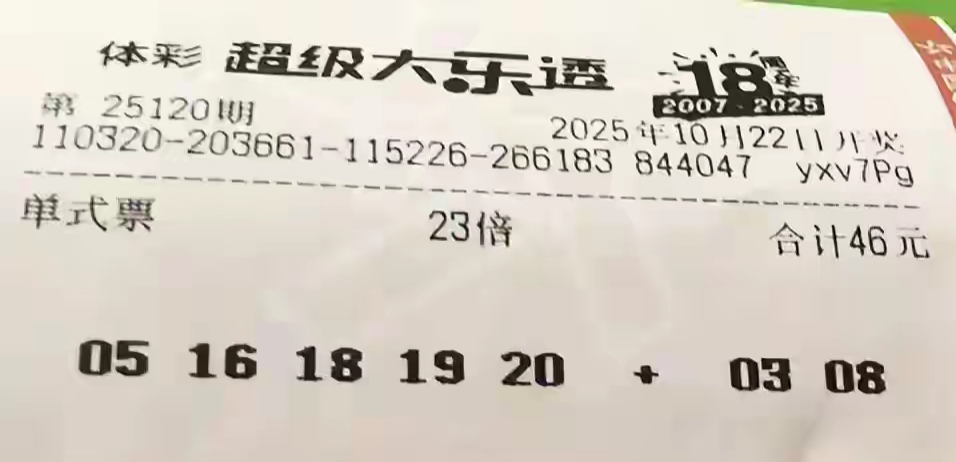 体彩 超级大乐透 18周年
2007-2025
第 25120期 2025年10月22日开奖
110320-203661-115226-266183 844047 yxv7Pg
单式票 23倍 合计46元
05 16 18 19 20 + 03 08